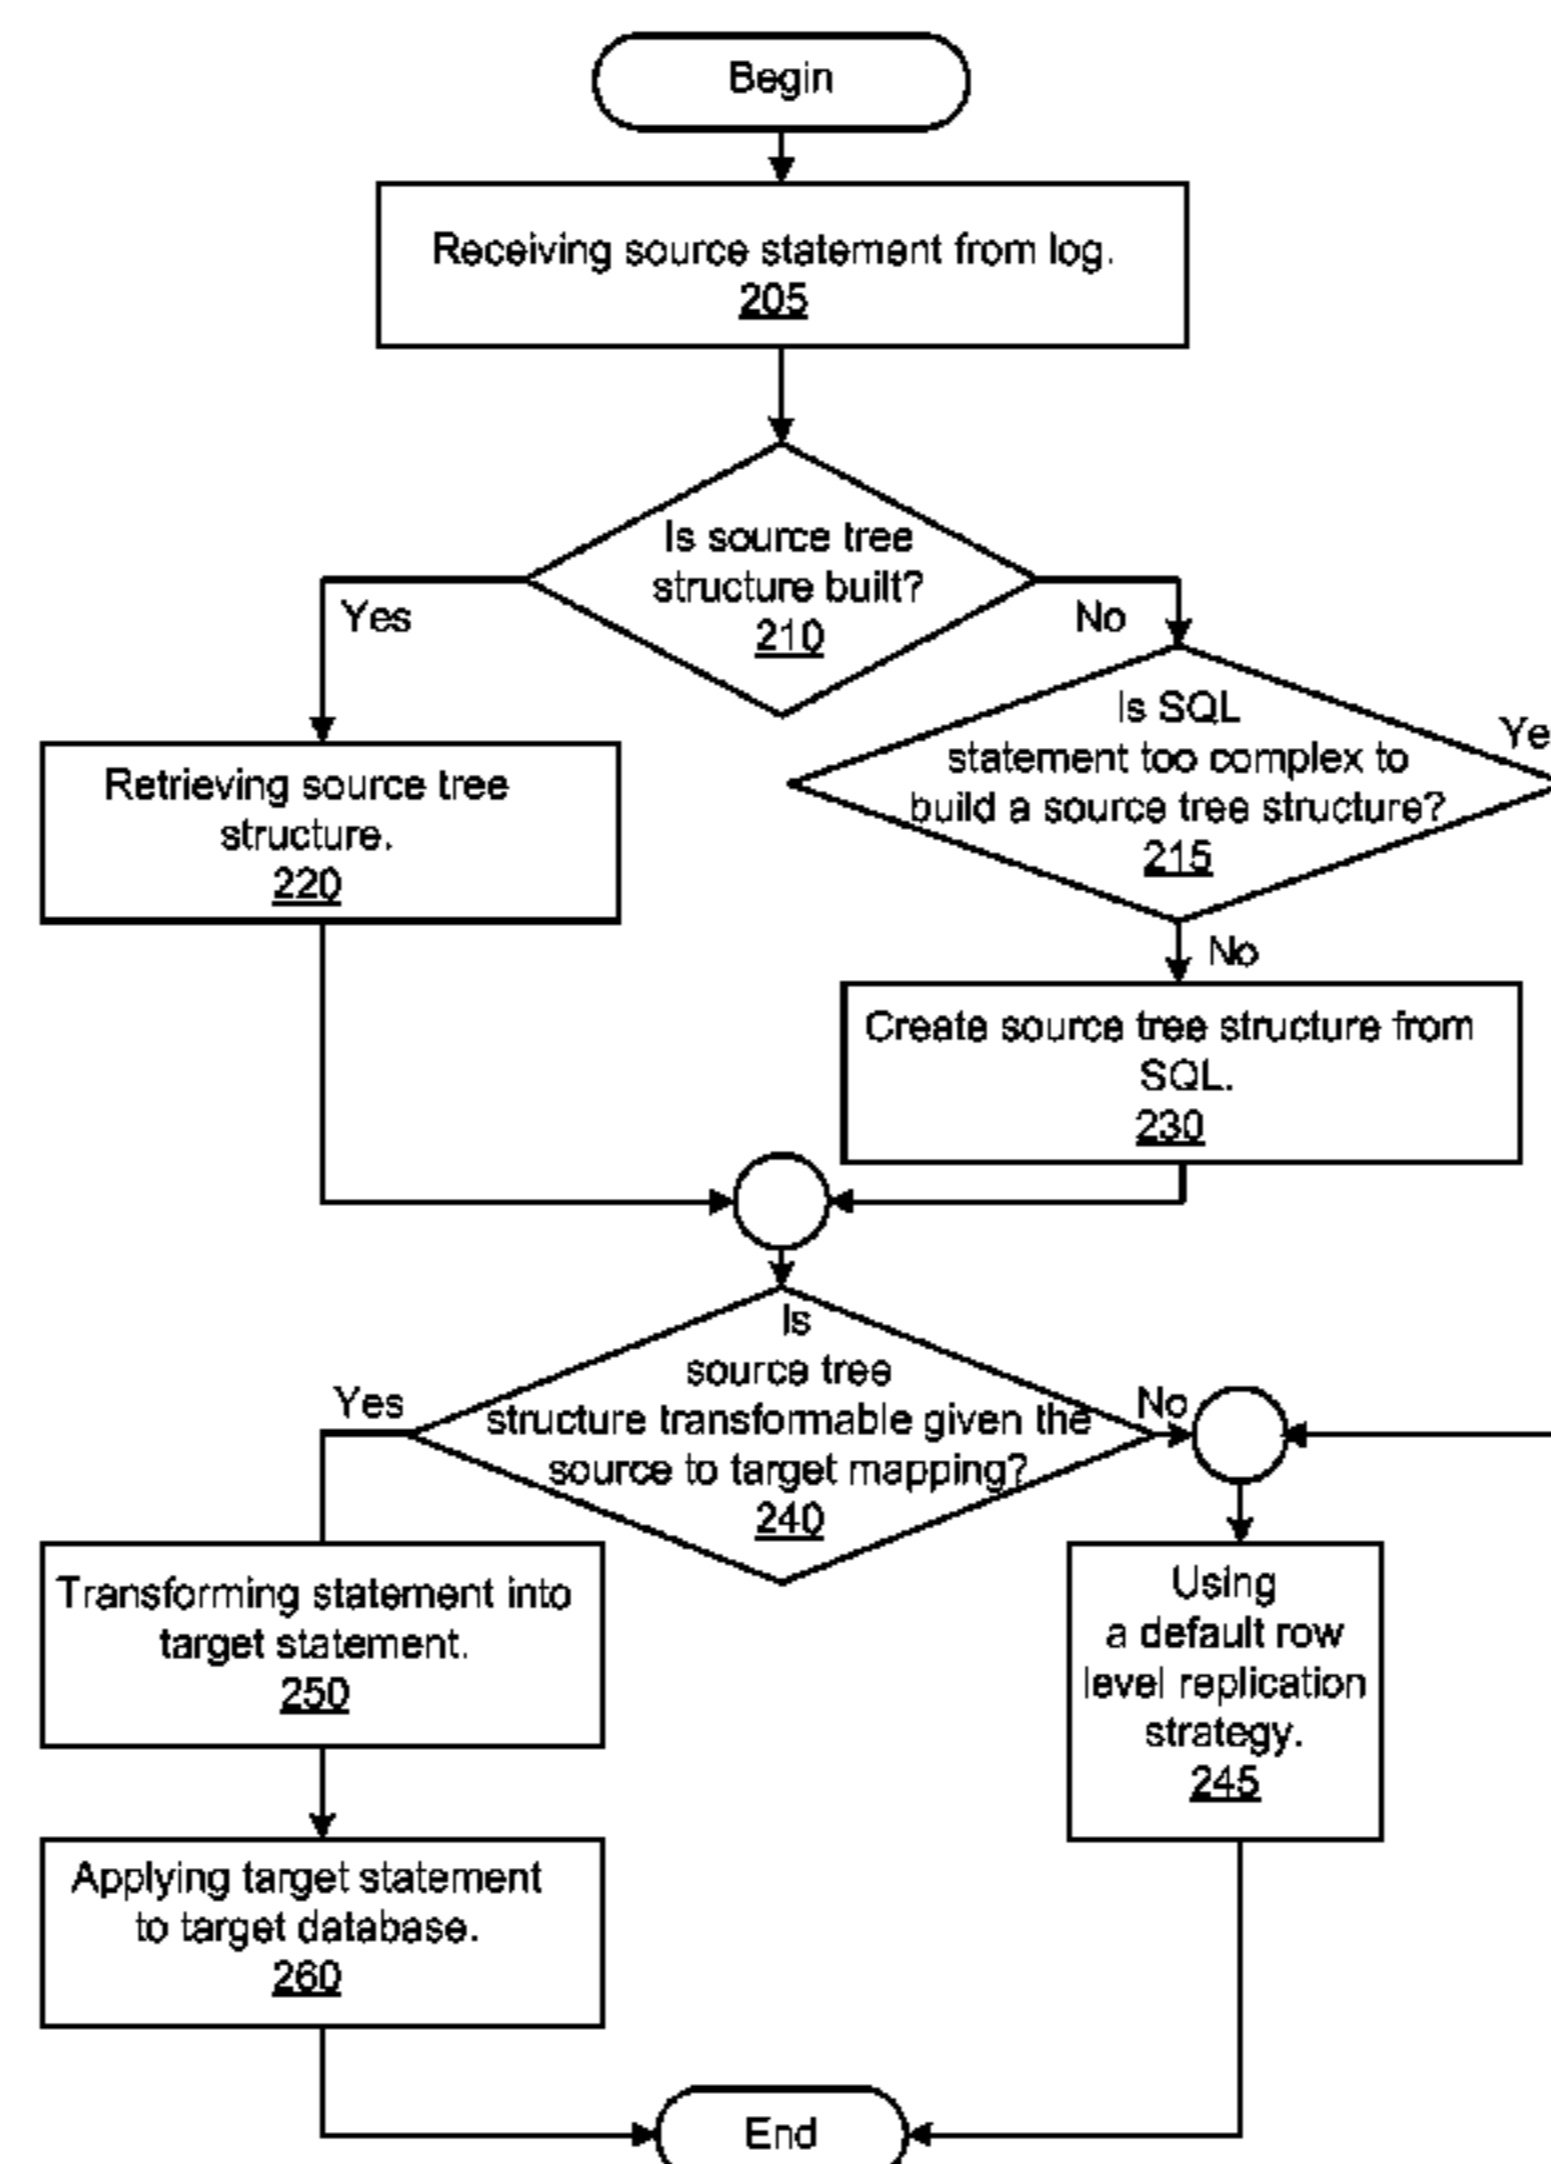 Begin
Receiving source statement from log.
205
Is source tree
structure built?
210
Yes
No
Is SQL
statement too complex to
build a source tree structure?
215
Ye
Retrieving source tree
structure.
220
No
Create source tree structure from
SQL.
230
Is
source tree
structure transformable given the
source to target mapping?
240
Yes
No
Transforming statement into
target statement.
250
Using
a default row
level replication
strategy.
245
Applying target statement
to target database.
260
End